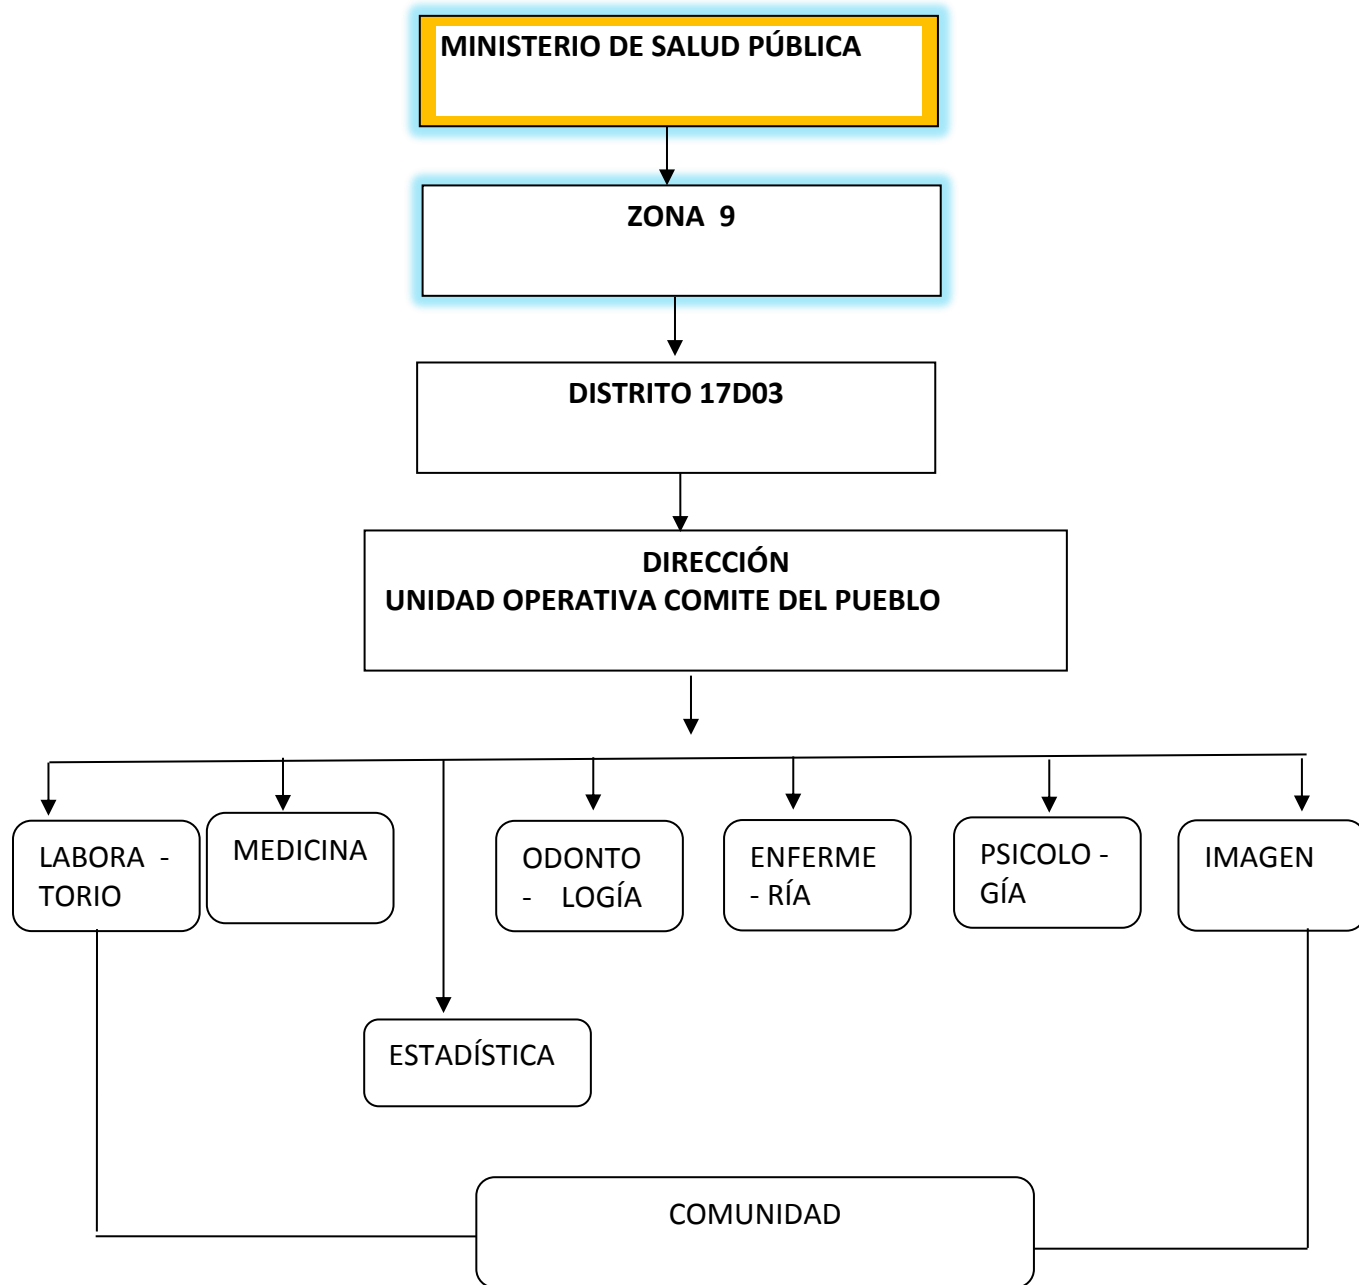 MINISTERIO DE SALUD PÚBLICA
ZONA 9
DISTRITO 17D03
DIRECCIÓN
UNIDAD OPERATIVA COMITE DEL PUEBLO
LABORA -
TORIO
MEDICINA
ODONTO
- LOGÍA
ENFERME
- RÍA
PSICOLO -
GÍA
IMAGEN
ESTADÍSTICA
COMUNIDAD